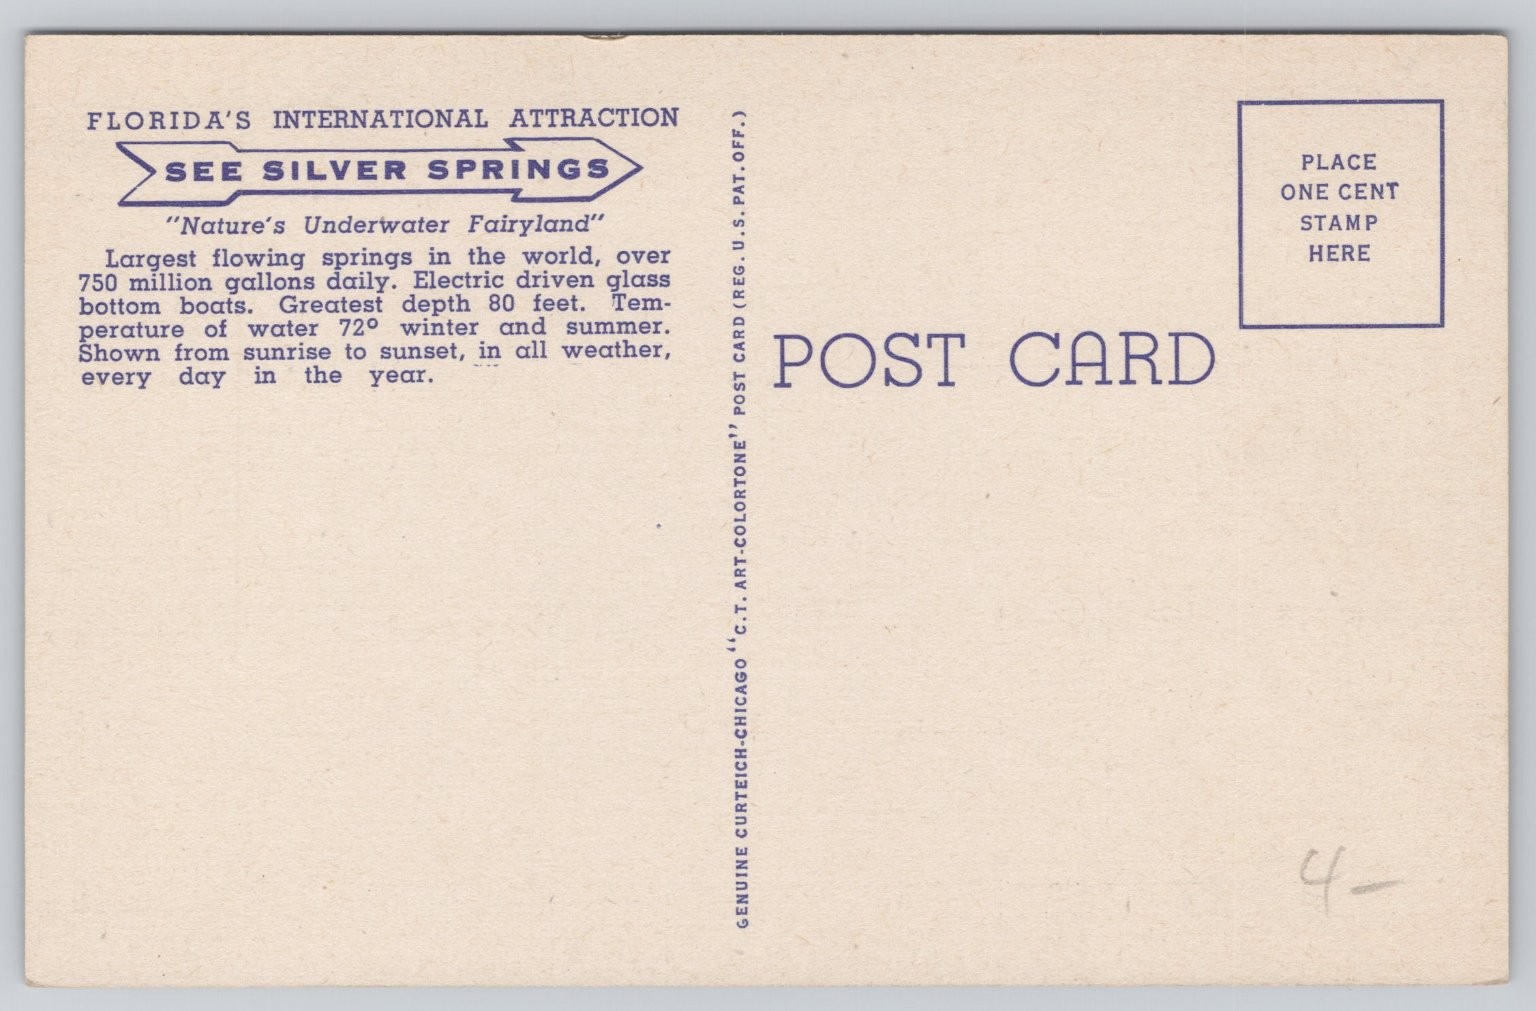 FLORIDA'S INTERNATIONAL ATTRACTION
SEE SILVER SPRINGS
"Nature's Underwater Fairyland"
Largest flowing springs in the world, over
750 million gallons daily. Electric driven glass
bottom boats. Greatest depth 80 feet. Tem-
perature of water 72° winter and summer.
Shown from sunrise to sunset, in all weather,
every day in the year.
GENUINE CURTEICH-CHICAGO "C. T. ART-COLORTONE" POST CARD (REG. U. S. PAT. OFF.)
POST CARD
PLACE
ONE CENT
STAMP
HERE
4-